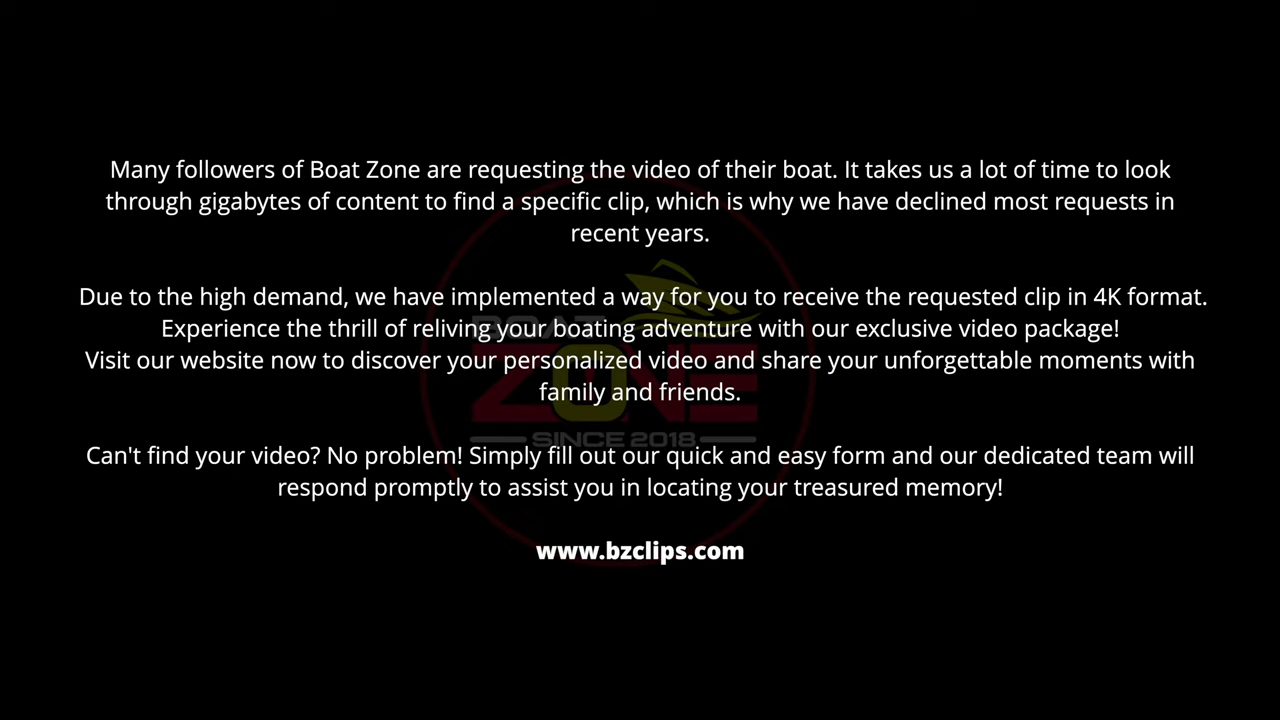 Many followers of Boat Zone are requesting the video of their boat. It takes us a lot of time to look
through gigabytes of content to find a specific clip, which is why we have declined most requests in
recent years.
Due to the high demand, we have implemented a way for you to receive the requested clip in 4K format.
Experience the thrill of reliving your boating adventure with our exclusive video package!
Visit our website now to discover your personalized video and share your unforgettable moments with
family and friends.
Can't find your video? No problem! Simply fill out our quick and easy form and our dedicated team will
respond promptly to assist you in locating your treasured memory!
www.bzclips.com
BOAT
ZONE
SINCE 2018